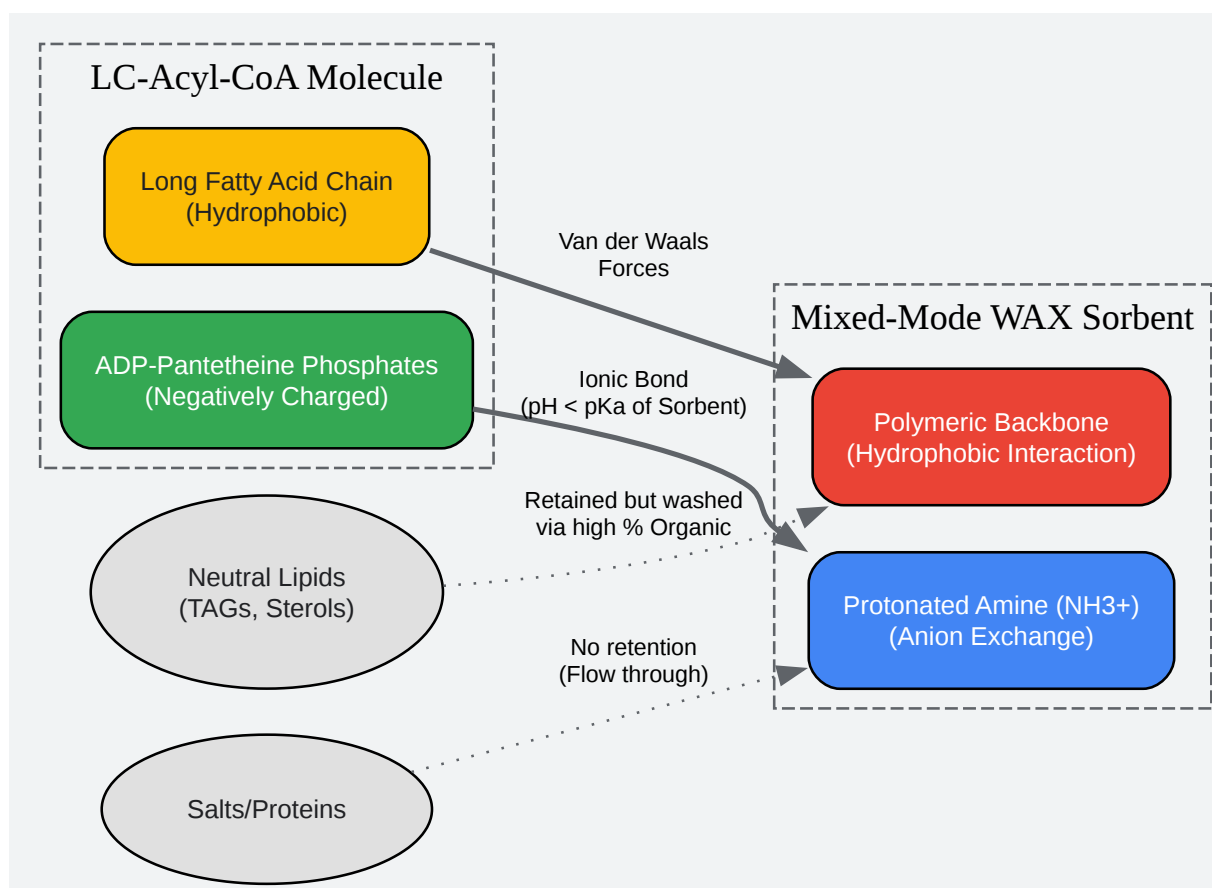 LC-Acyl-CoA Molecule
Long Fatty Acid Chain
(Hydrophobic)
Van der Waals
Forces
Mixed-Mode WAX Sorbent
ADP-Pantetheine Phosphates
(Negatively Charged)
Ionic Bond
(pH < pKa of Sorbent)
Polymeric Backbone
(Hydrophobic Interaction)
Retained but washed
via high % Organic
Neutral Lipids
(TAGs, Sterols)
Protonated Amine (NH3+)
(Anion Exchange)
No retention
(Flow through)
Salts/Proteins